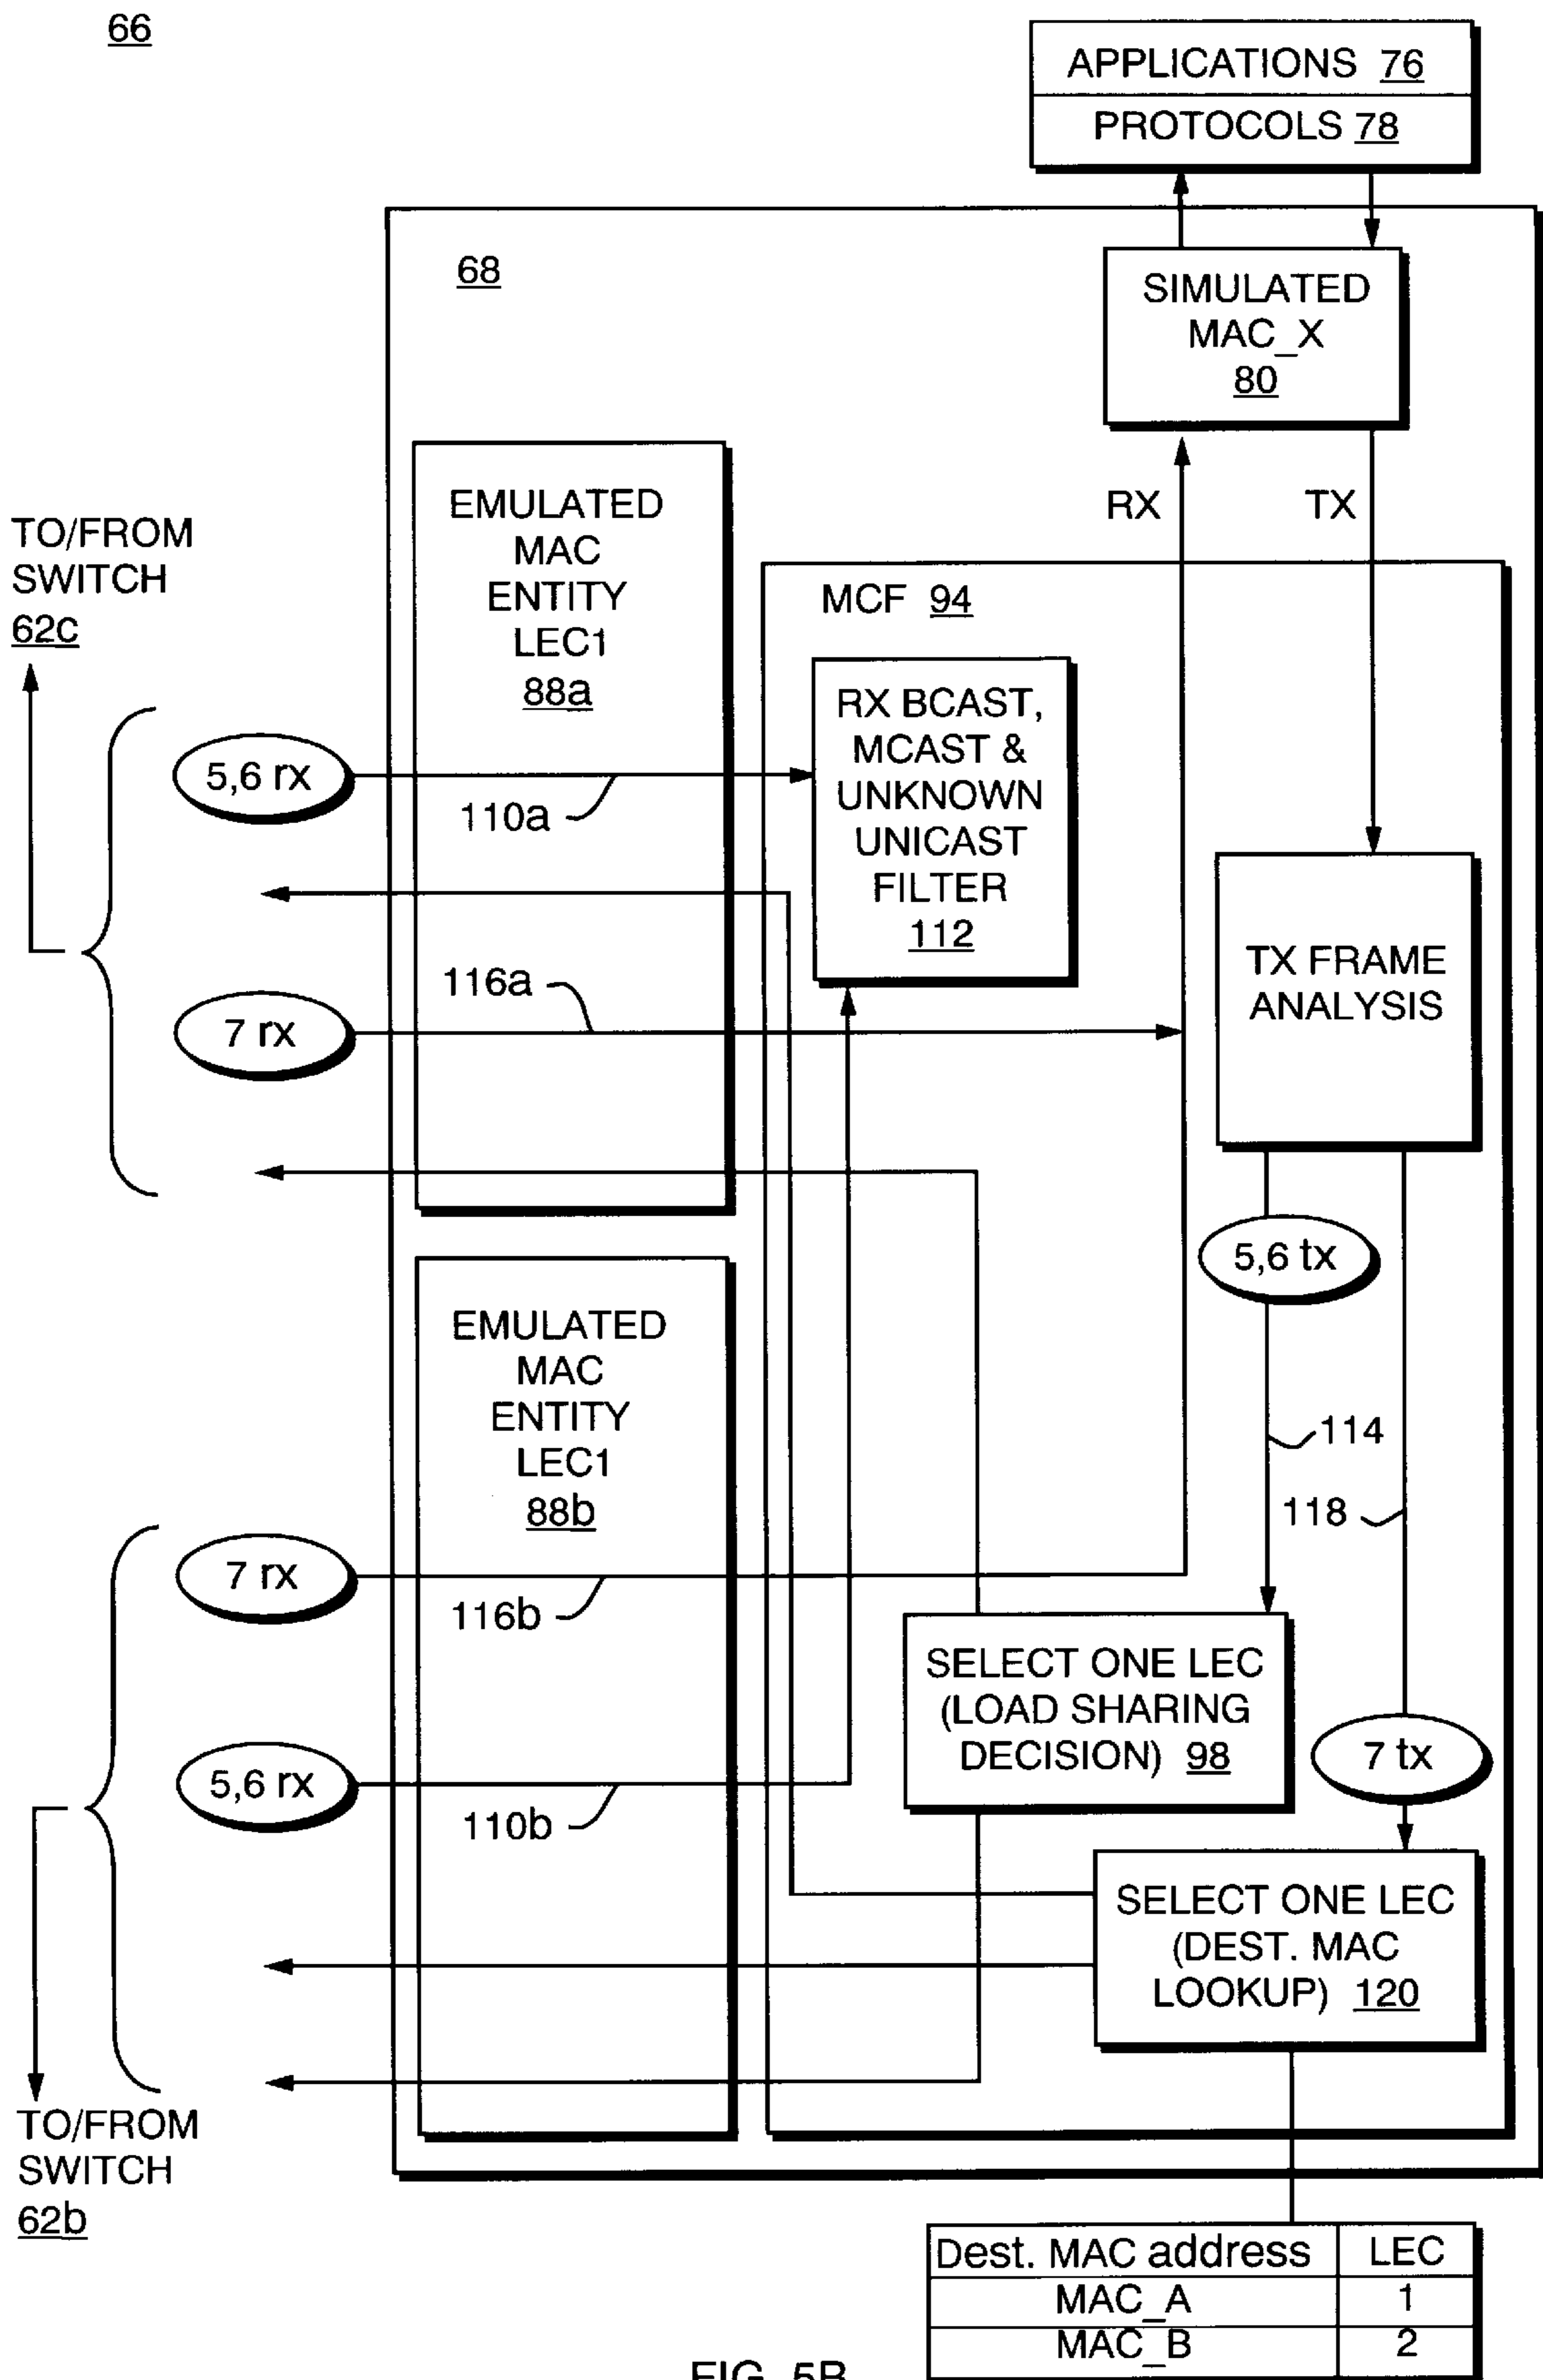 66
APPLICATIONS 76
PROTOCOLS 78
68
SIMULATED
MAC_X
80
RX
TX
TO/FROM
SWITCH
62c
EMULATED
MAC
ENTITY
LEC1
88a
MCF 94
RX BCAST,
MCAST &
UNKNOWN
UNICAST
FILTER
112
5,6 rx
110a
116a
7 rx
TX FRAME
ANALYSIS
5,6 tx
EMULATED
MAC
ENTITY
LEC1
88b
114
118
7 rx
116b
SELECT ONE LEC
(LOAD SHARING
DECISION) 98
7 tx
5,6 rx
110b
SELECT ONE LEC
(DEST. MAC
LOOKUP) 120
TO/FROM
SWITCH
62b
Dest. MAC address LEC
MAC_A 1
MAC_B 2
FIG. 5B